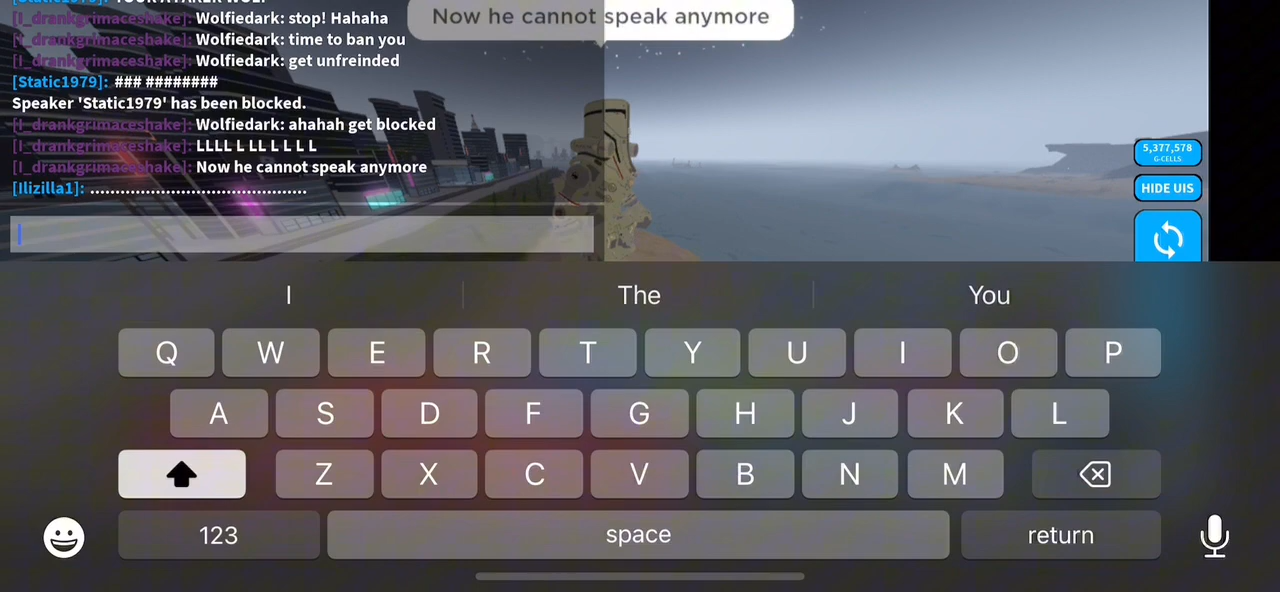 Now he cannot speak anymore
[I_drankgrimaceshake]: Wolfiedark: stop! Hahaha
[I_drankgrimaceshake]: Wolfiedark: time to ban you
[I_drankgrimaceshake]: Wolfiedark: get unfreinded
[Static1979]: ### ########
Speaker 'Static1979' has been blocked.
[I_drankgrimaceshake]: Wolfiedark: ahahah get blocked
[I_drankgrimaceshake]: LLLL L LL L L L L
[I_drankgrimaceshake]: Now he cannot speak anymore
[Ilizilla1]: ...........................................
5,377,578
G-CELLS
HIDE UIS
I The You
Q W E R T Y U I O P
A S D F G H J K L
Z X C V B N M
123 space return